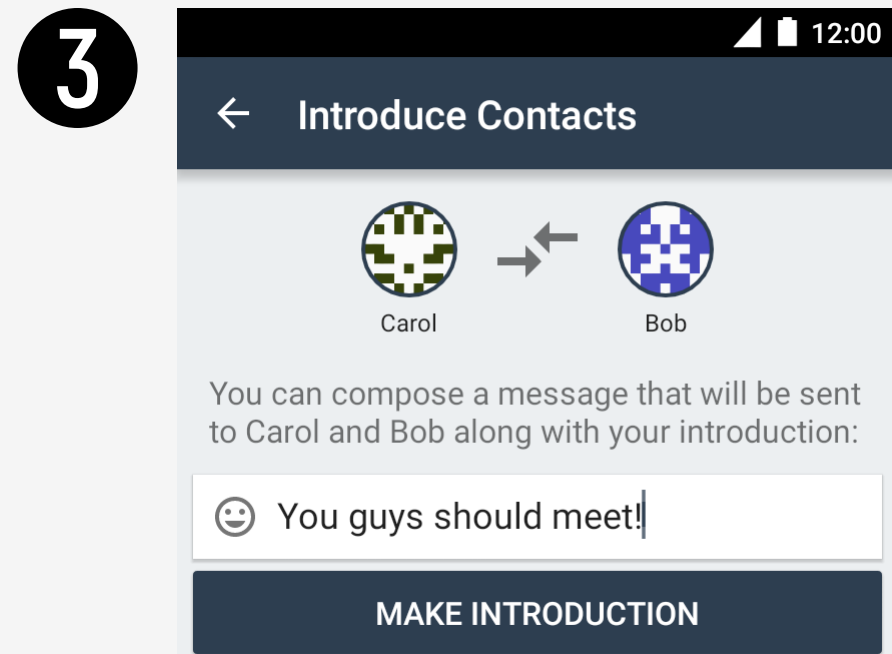 3
12:00
Introduce Contacts
Carol
Bob
You can compose a message that will be sent
to Carol and Bob along with your introduction:
You guys should meet!
MAKE INTRODUCTION